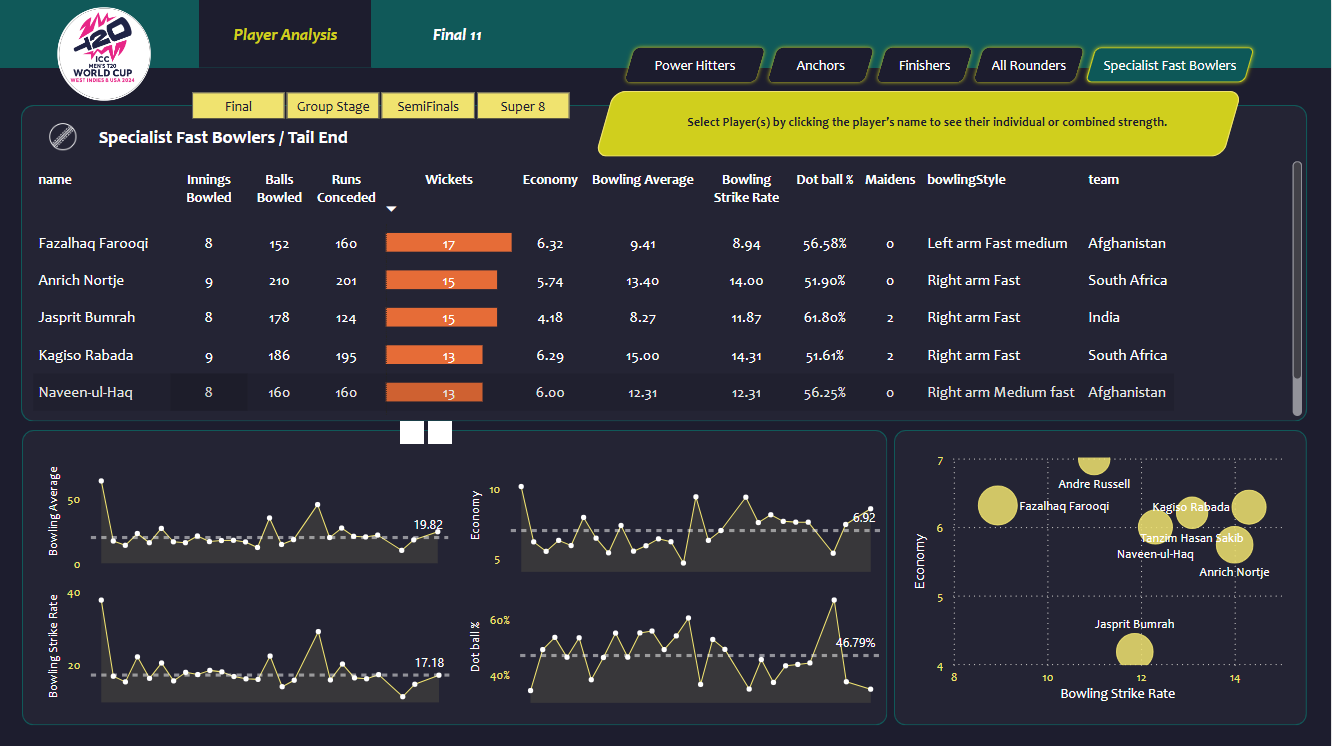 T20
ICC
MEN'S T20
WORLD CUP
WEST INDIES & USA 2024
Player Analysis
Final 11
Power Hitters
Anchors
Finishers
All Rounders
Specialist Fast Bowlers
Final
Group Stage
SemiFinals
Super 8
Select Player(s) by clicking the player's name to see their individual or combined strength.
Specialist Fast Bowlers / Tail End
name Innings Bowled Balls Bowled Runs Conceded Wickets Economy Bowling Average Bowling Strike Rate Dot ball % Maidens bowlingStyle team
Fazalhaq Farooqi 8 152 160 17 6.32 9.41 8.94 56.58% 0 Left arm Fast medium Afghanistan
Anrich Nortje 9 210 201 15 5.74 13.40 14.00 51.90% 0 Right arm Fast South Africa
Jasprit Bumrah 8 178 124 15 4.18 8.27 11.87 61.80% 2 Right arm Fast India
Kagiso Rabada 9 186 195 13 6.29 15.00 14.31 51.61% 2 Right arm Fast South Africa
Naveen-ul-Haq 8 160 160 13 6.00 12.31 12.31 56.25% 0 Right arm Medium fast Afghanistan
Bowling Average
50
0
19.82
Economy
10
5
6.92
Bowling Strike Rate
40
20
17.18
Dot ball %
60%
40%
46.79%
Economy
7
6
5
4
Andre Russell
Fazalhaq Farooqi
Kagiso Rabada
Tanzim Hasan Sakib
Naveen-ul-Haq
Anrich Nortje
Jasprit Bumrah
8
10
12
14
Bowling Strike Rate